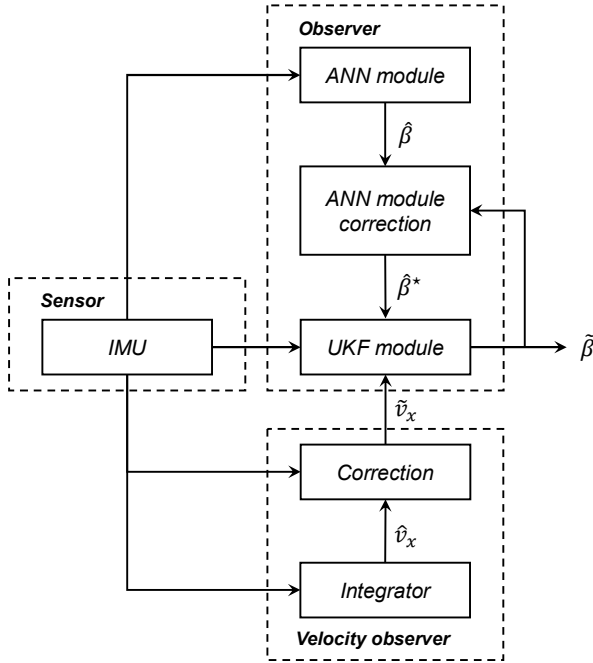 Observer
ANN module
β̂
ANN module
correction
β̂*
Sensor
IMU
UKF module
β̃
ṽₓ
Correction
v̂ₓ
Integrator
Velocity observer